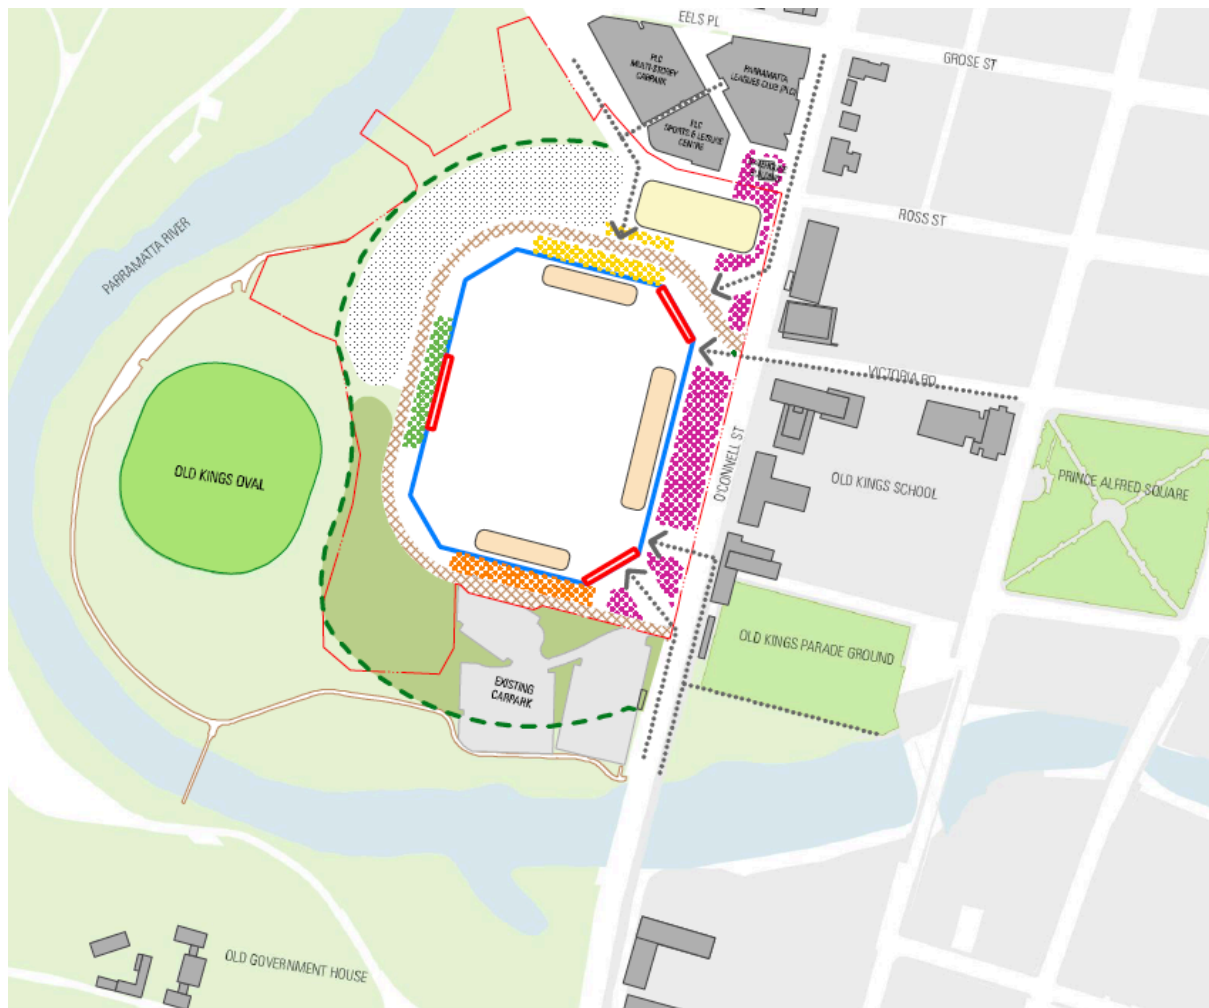 EELS PL
GROSE ST
PLC
MULTI-STOREY
CARPARK
PARRAMATTA
LEAGUES CLUB (PLC)
PLC
SPORTS & LEISURE
CENTRE
ROSS ST
PARRAMATTA RIVER
VICTORIA RD
O'CONNELL ST
OLD KINGS OVAL
OLD KINGS SCHOOL
PRINCE ALFRED SQUARE
OLD KINGS PARADE GROUND
EXISTING
CARPARK
OLD GOVERNMENT HOUSE